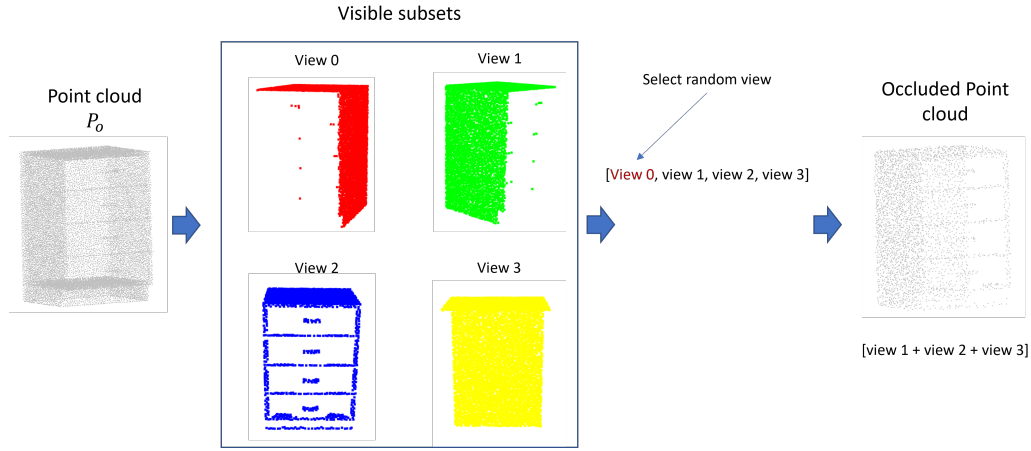 Visible subsets
View 0
View 1
Select random view
Point cloud
P₀
Occluded Point
cloud
[View 0, view 1, view 2, view 3]
View 2
View 3
[view 1 + view 2 + view 3]